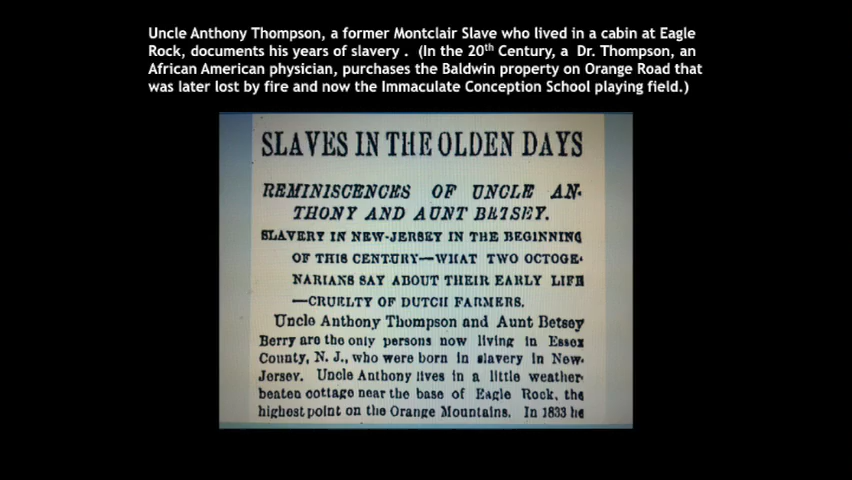 Uncle Anthony Thompson, a former Montclair Slave who lived in a cabin at Eagle
Rock, documents his years of slavery . (In the 20th Century, a Dr. Thompson, an
African American physician, purchases the Baldwin property on Orange Road that
was later lost by fire and now the Immaculate Conception School playing field.)
SLAVES IN THE OLDEN DAYS
REMINISCENCES OF UNCLE AN-
THONY AND AUNT BETSEY.
SLAVERY IN NEW-JERSEY IN THE BEGINNING
OF THIS CENTURY—WHAT TWO OCTOGE-
NARIANS SAY ABOUT THEIR EARLY LIFE
—CRUELTY OF DUTCH FARMERS.
Uncle Anthony Thompson and Aunt Betsey
Berry are the only persons now living in Essex
County, N. J., who were born in slavery in New-
Jersey. Uncle Anthony lives in a little weather-
beaten cottage near the base of Eagle Rock, the
highest point on the Orange Mountains. In 1833 he